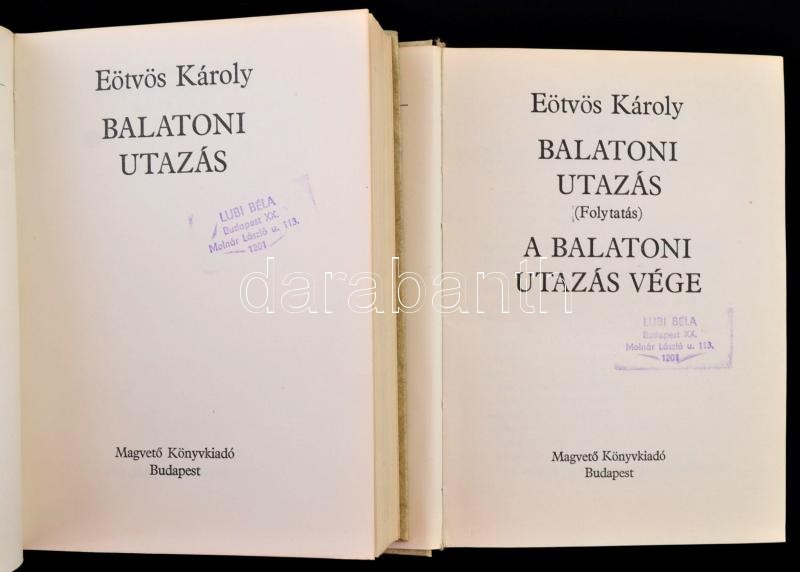 Eötvös Károly
BALATONI
UTAZÁS
LUBI BÉLA
Budapest XX.
Molnár László u. 113.
1201
Magvető Könyvkiadó
Budapest
Eötvös Károly
BALATONI
UTAZÁS
(Folytatás)
A BALATONI
UTAZÁS VÉGE
LUBI BÉLA
Budapest XX.
Molnár László u. 113.
1201
Magvető Könyvkiadó
Budapest
darabanth